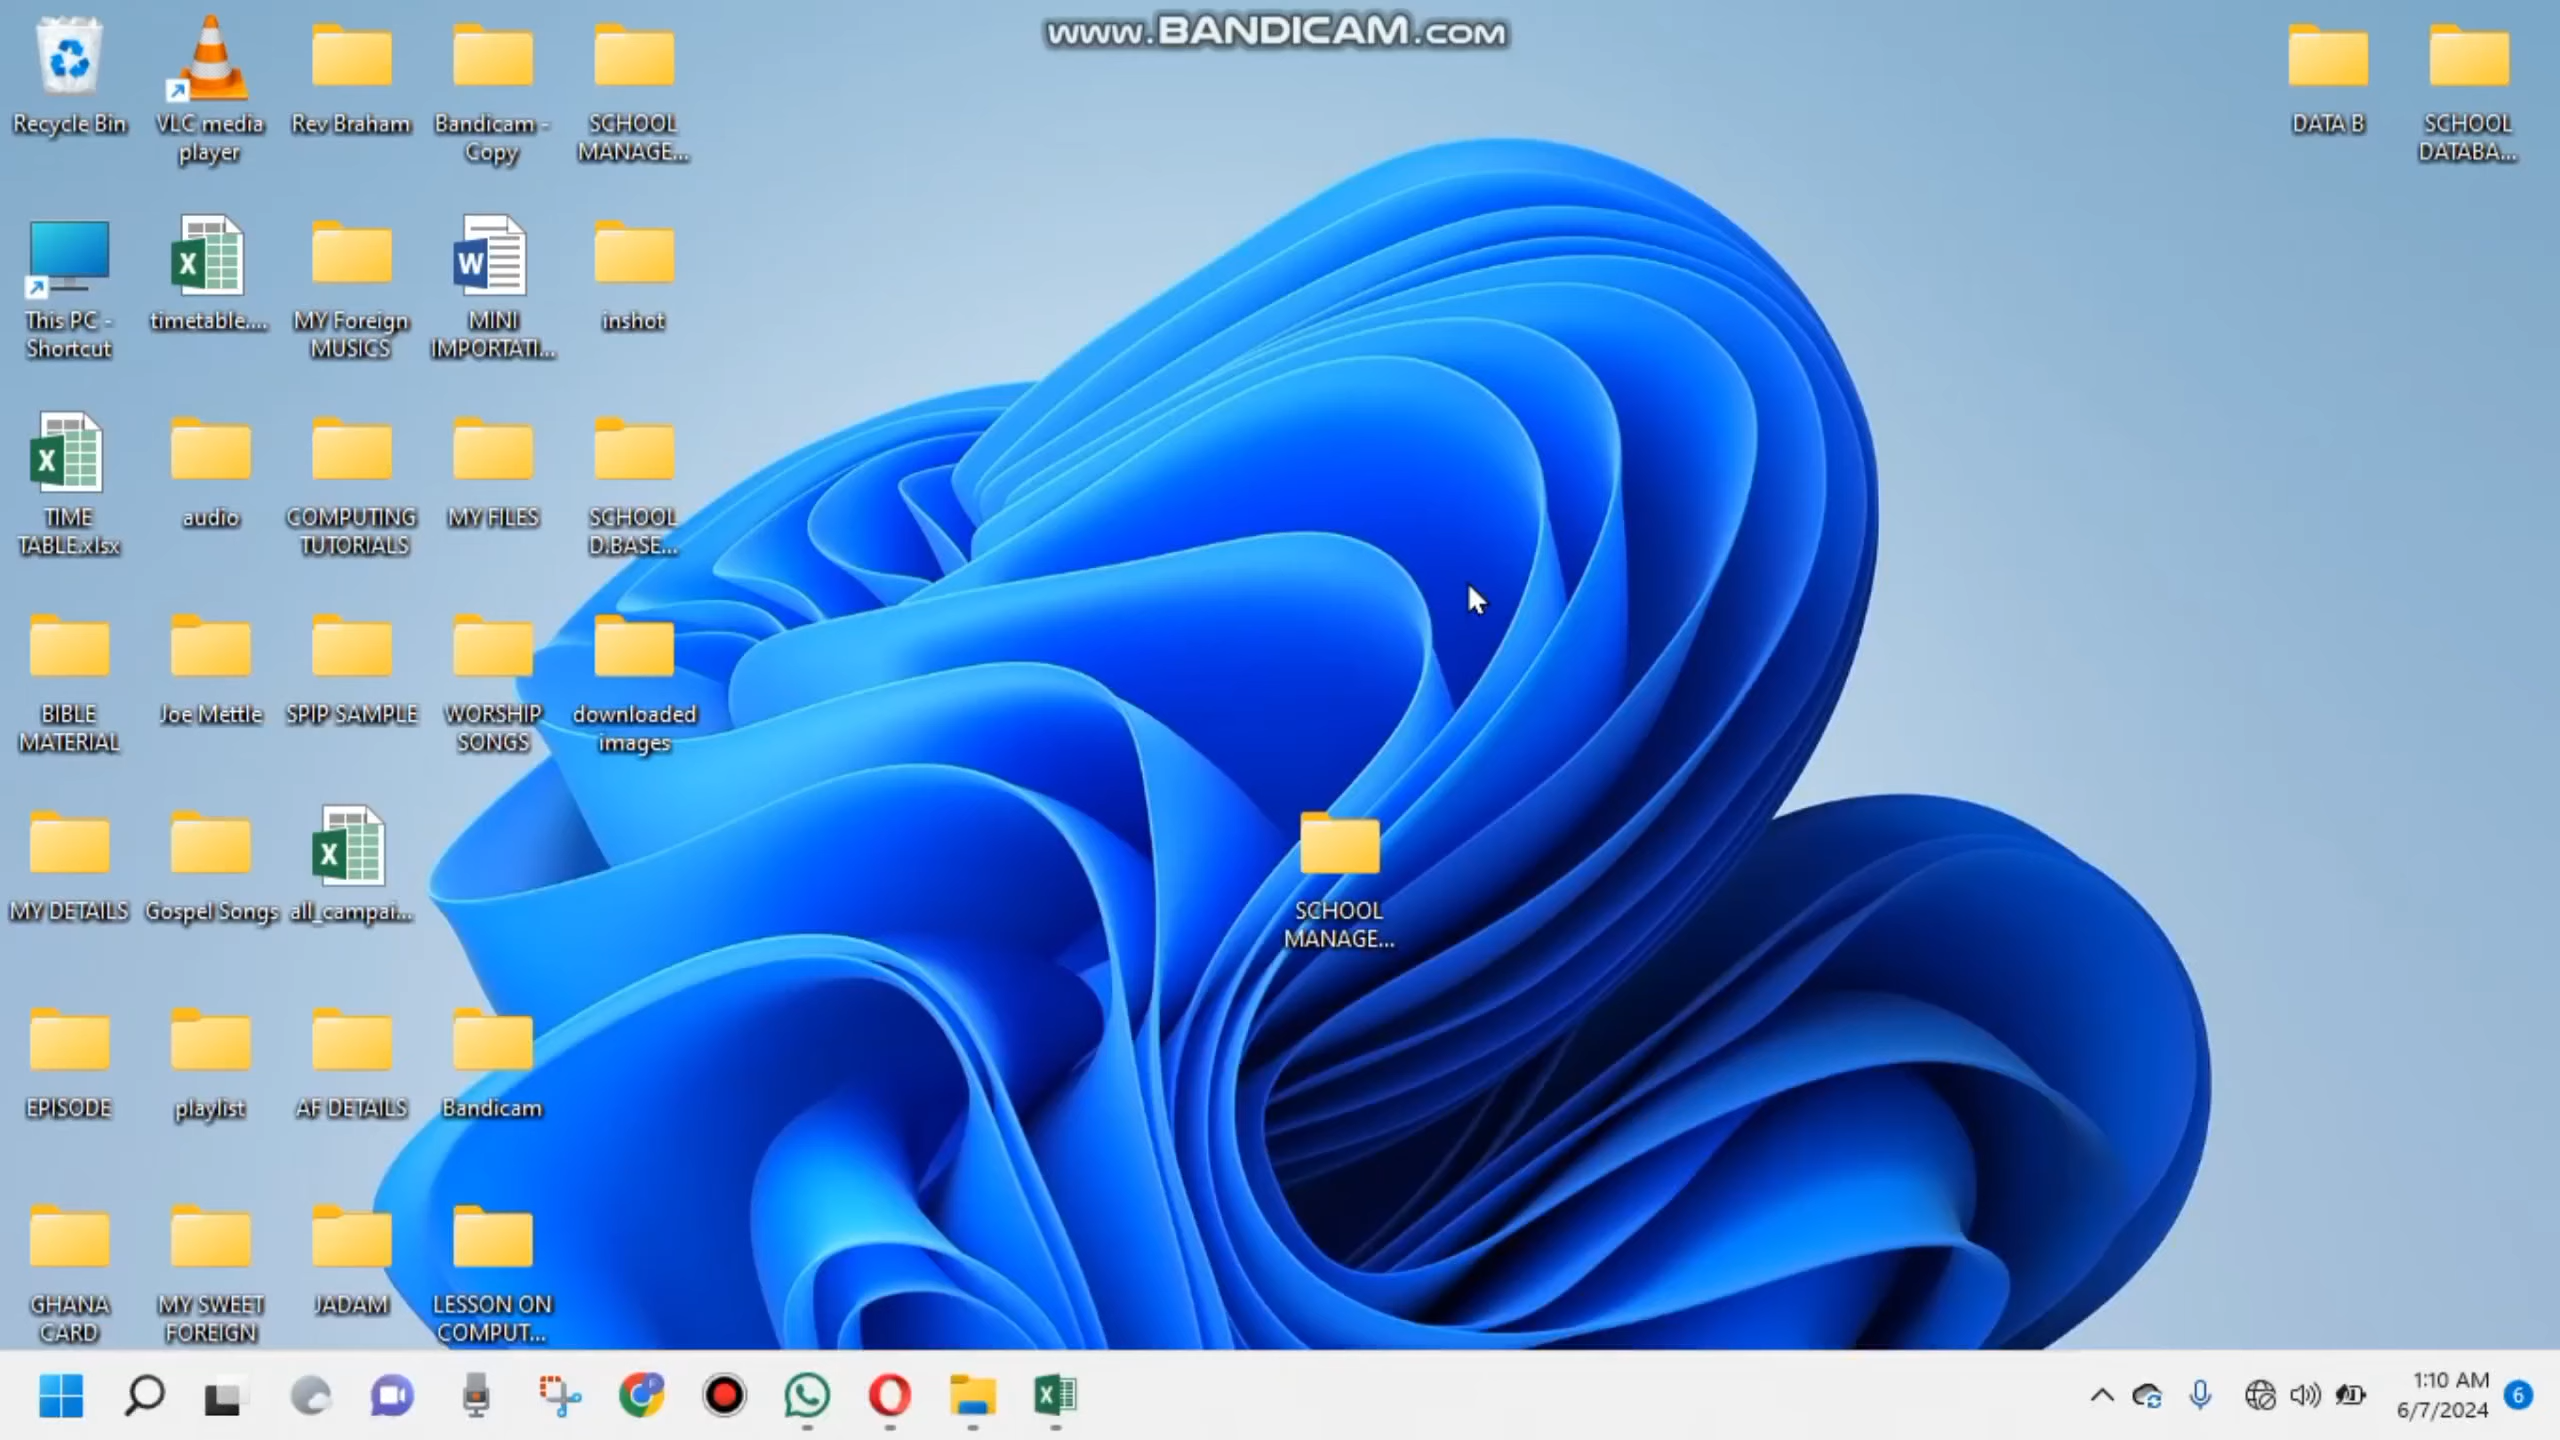 www.BANDICAM.com
Recycle Bin
VLC media
player
Rev Braham
Bandicam -
Copy
SCHOOL
MANAGE...
DATA B
SCHOOL
DATABA...
This PC -
Shortcut
timetable....
MY Foreign
MUSICS
MINI
IMPORTATI...
inshot
TIME
TABLE.xlsx
audio
COMPUTING
TUTORIALS
MY FILES
SCHOOL
D.BASE...
BIBLE
MATERIAL
Joe Mettle
SPIP SAMPLE
WORSHIP
SONGS
downloaded
images
MY DETAILS
Gospel Songs
all_campai...
SCHOOL
MANAGE...
EPISODE
playlist
AF DETAILS
Bandicam
GHANA
CARD
MY SWEET
FOREIGN
JADAM
LESSON ON
COMPUT...
1:10 AM
6/7/2024
6